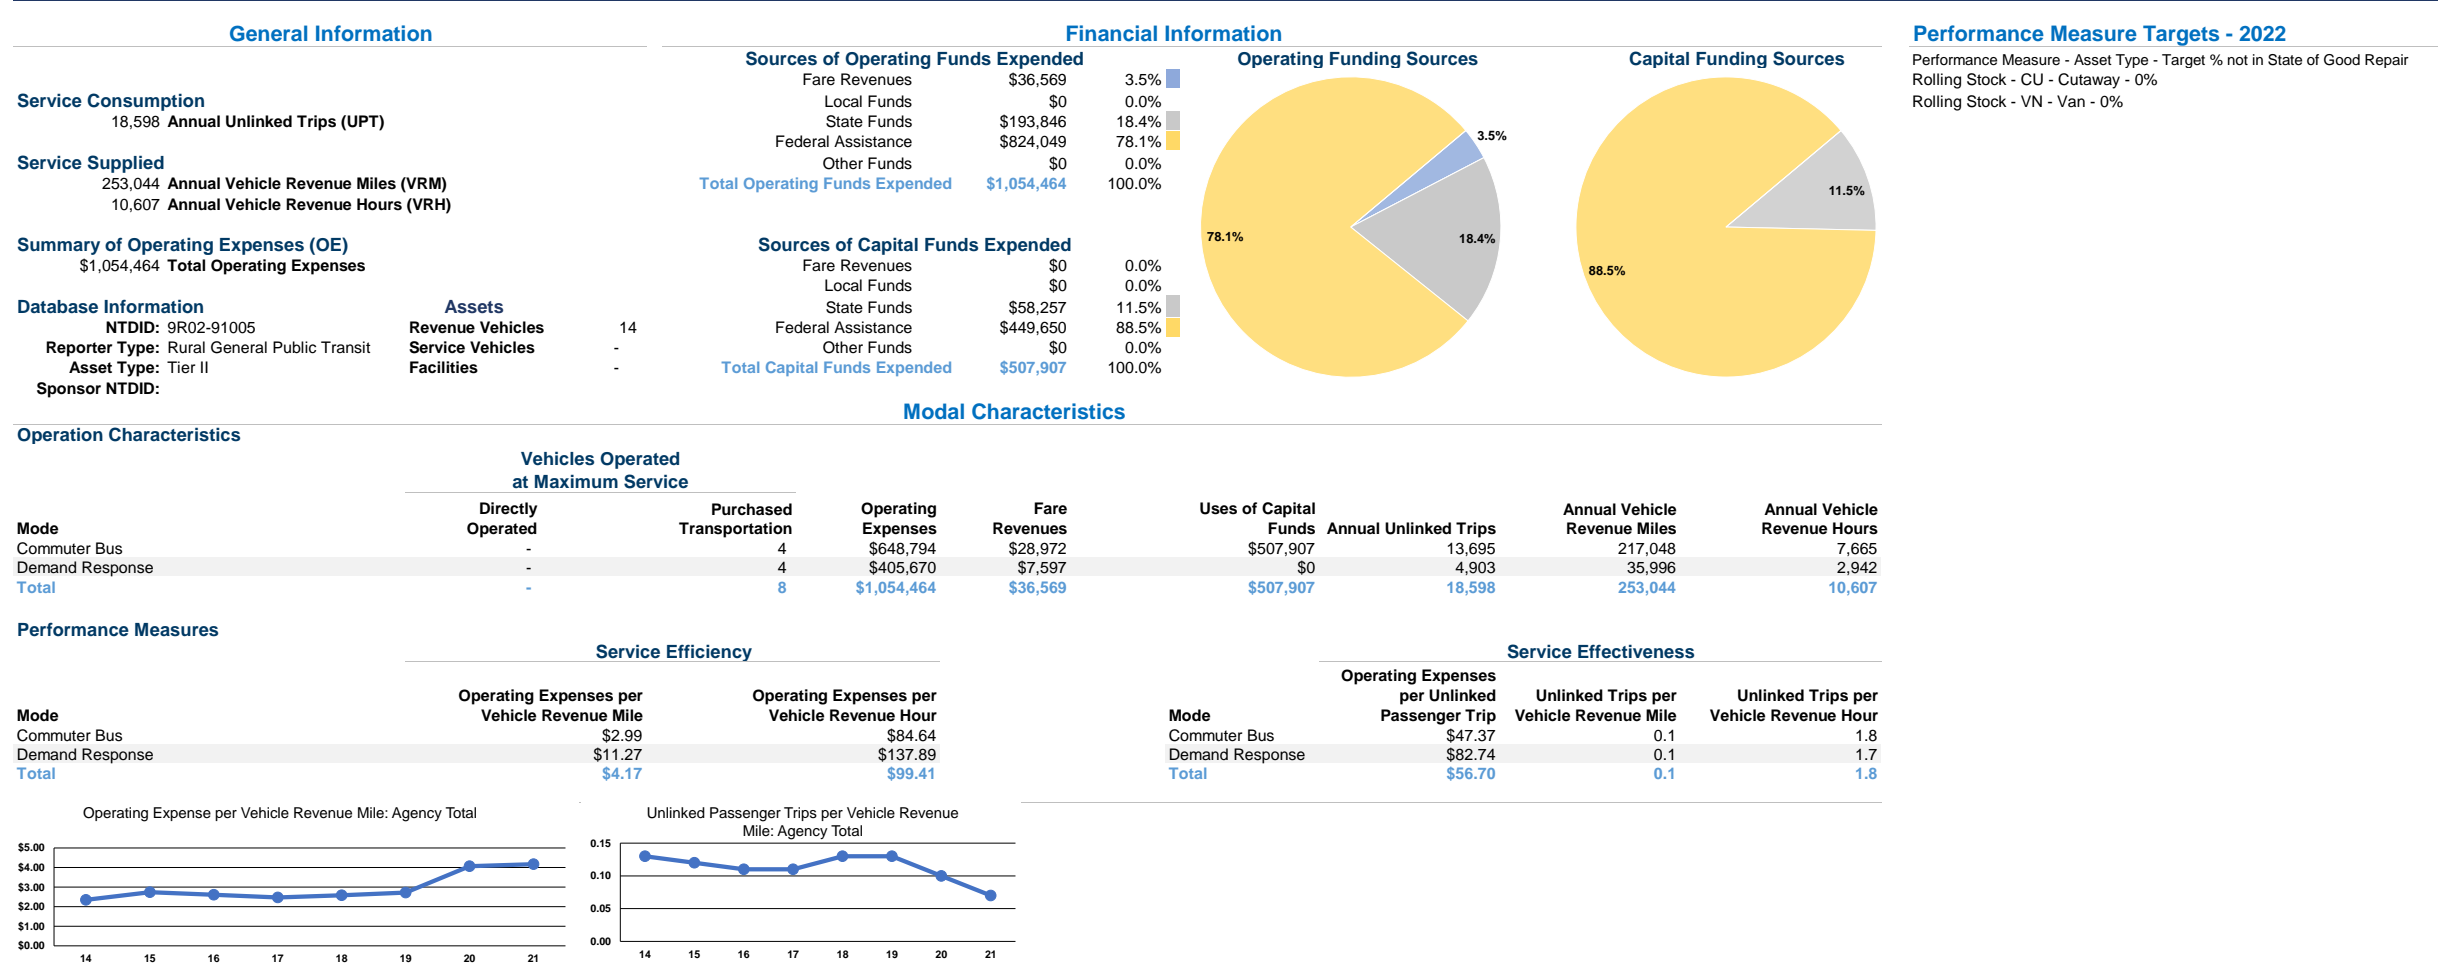 General Information
Service Consumption
18,598 Annual Unlinked Trips (UPT)
Service Supplied
253,044 Annual Vehicle Revenue Miles (VRM)
10,607 Annual Vehicle Revenue Hours (VRH)
Summary of Operating Expenses (OE)
$1,054,464 Total Operating Expenses
Database Information
NTDID: 9R02-91005
Reporter Type: Rural General Public Transit
Asset Type: Tier II
Sponsor NTDID:
Assets
Revenue Vehicles 14
Service Vehicles -
Facilities -
Financial Information
Sources of Operating Funds Expended
Fare Revenues $36,569 3.5%
Local Funds $0 0.0%
State Funds $193,846 18.4%
Federal Assistance $824,049 78.1%
Other Funds $0 0.0%
Total Operating Funds Expended $1,054,464 100.0%
Sources of Capital Funds Expended
Fare Revenues $0 0.0%
Local Funds $0 0.0%
State Funds $58,257 11.5%
Federal Assistance $449,650 88.5%
Other Funds $0 0.0%
Total Capital Funds Expended $507,907 100.0%
Operating Funding Sources
3.5%
78.1%
18.4%
Capital Funding Sources
11.5%
88.5%
Performance Measure Targets - 2022
Performance Measure - Asset Type - Target % not in State of Good Repair
Rolling Stock - CU - Cutaway - 0%
Rolling Stock - VN - Van - 0%
Modal Characteristics
Operation Characteristics
Vehicles Operated
at Maximum Service
Directly Purchased Operating Fare Uses of Capital Annual Vehicle Annual Vehicle
Mode Operated Transportation Expenses Revenues Funds Annual Unlinked Trips Revenue Miles Revenue Hours
Commuter Bus - 4 $648,794 $28,972 $507,907 13,695 217,048 7,665
Demand Response - 4 $405,670 $7,597 $0 4,903 35,996 2,942
Total - 8 $1,054,464 $36,569 $507,907 18,598 253,044 10,607
Performance Measures
Service Efficiency
Operating Expenses per Operating Expenses per
Mode Vehicle Revenue Mile Vehicle Revenue Hour
Commuter Bus $2.99 $84.64
Demand Response $11.27 $137.89
Total $4.17 $99.41
Service Effectiveness
Operating Expenses
per Unlinked Unlinked Trips per Unlinked Trips per
Mode Passenger Trip Vehicle Revenue Mile Vehicle Revenue Hour
Commuter Bus $47.37 0.1 1.8
Demand Response $82.74 0.1 1.7
Total $56.70 0.1 1.8
Operating Expense per Vehicle Revenue Mile: Agency Total
$5.00
$4.00
$3.00
$2.00
$1.00
$0.00
14 15 16 17 18 19 20 21
Unlinked Passenger Trips per Vehicle Revenue
Mile: Agency Total
0.15
0.10
0.05
0.00
14 15 16 17 18 19 20 21